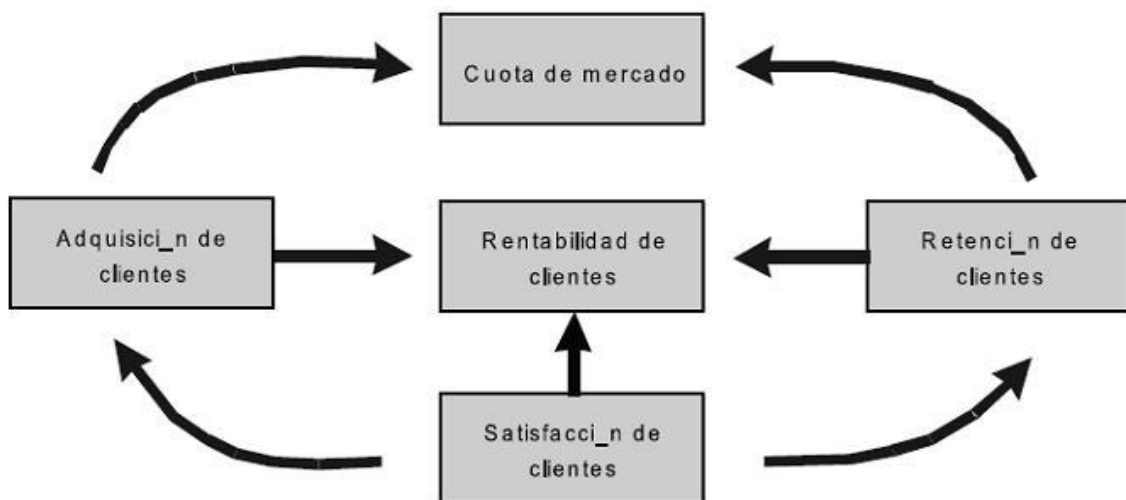 Cuota de mercado
Adquisici_n de
clientes
Rentabilidad de
clientes
Retenci_n de
clientes
Satisfacci_n de
clientes